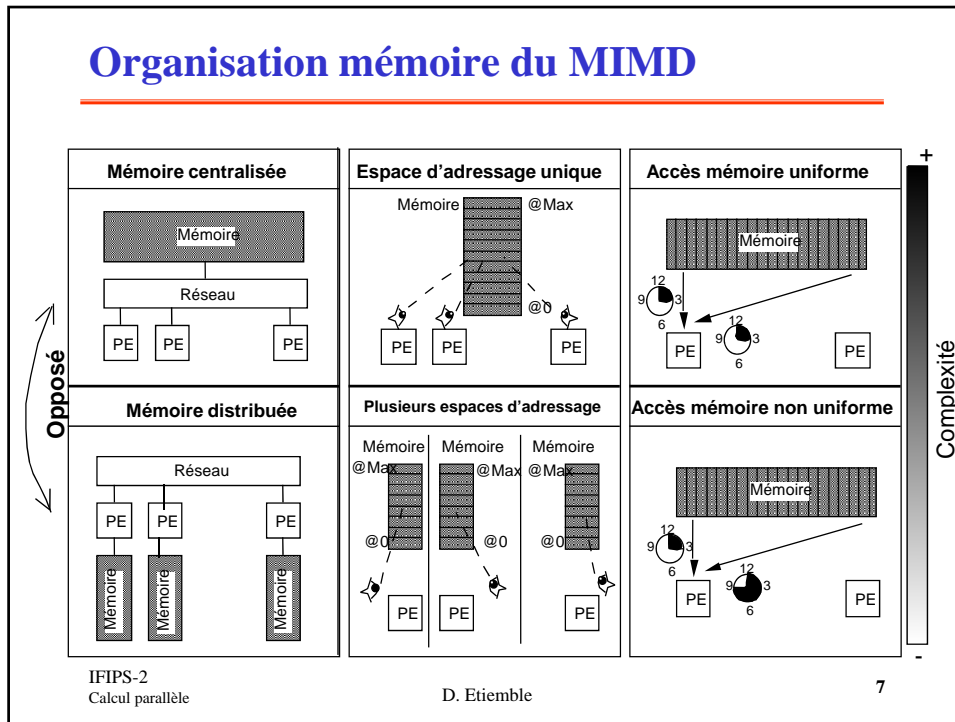 Organisation mémoire du MIMD
Mémoire centralisée
Mémoire
Réseau
PE PE PE
Espace d'adressage unique
Mémoire @Max
@0
PE PE PE
Accès mémoire uniforme
Mémoire
12
9 3
6
12
9 3
6
PE PE
Opposé
Mémoire distribuée
Réseau
PE PE PE
Mémoire Mémoire Mémoire
Plusieurs espaces d'adressage
Mémoire Mémoire Mémoire
@Max @Max @Max
@0 @0 @0
PE PE PE
Accès mémoire non uniforme
Mémoire
12
9 3
6
12
9 3
6
PE PE
+
Complexité
-
IFIPS-2
Calcul parallèle
D. Etiemble
7